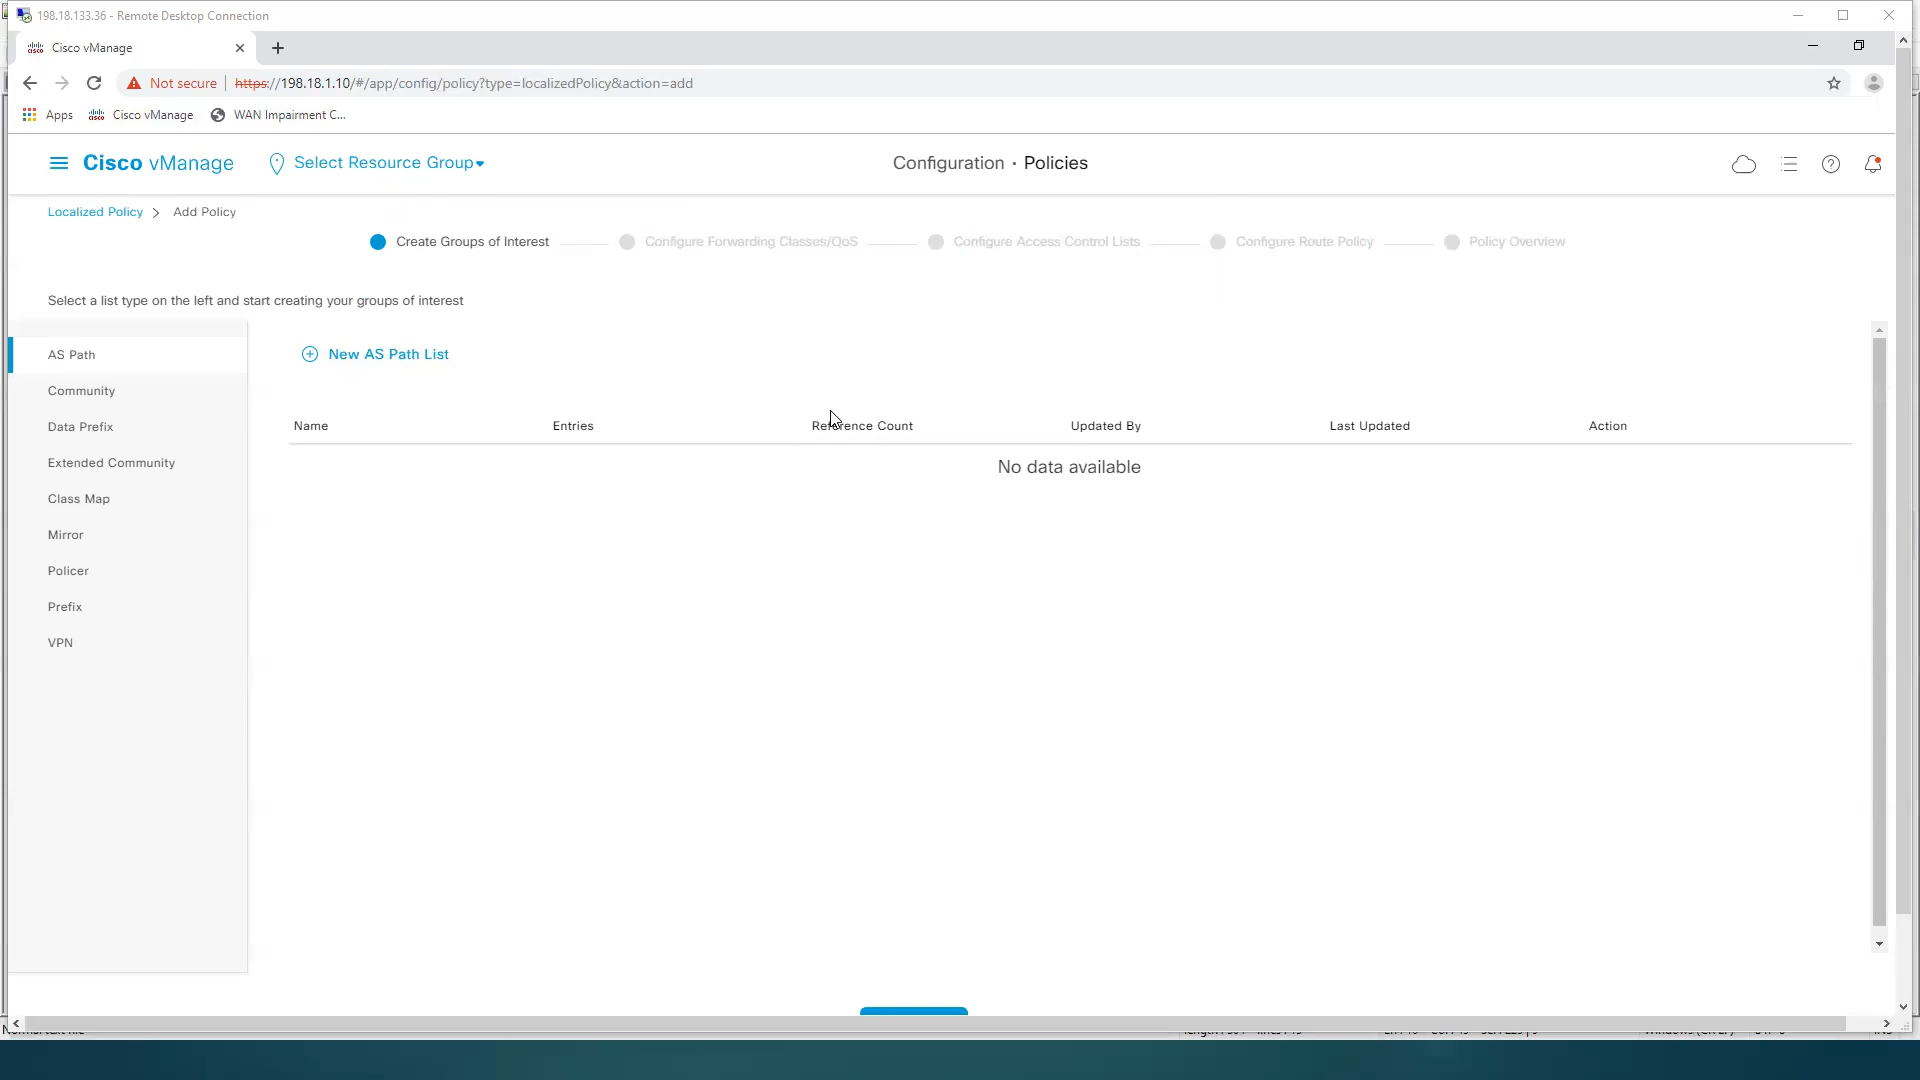 198.18.133.36 - Remote Desktop Connection
Cisco vManage
Not secure https://198.18.1.10/#/app/config/policy?type=localizedPolicy&action=add
Apps Cisco vManage WAN Impairment C...
Cisco vManage Select Resource Group Configuration · Policies
Localized Policy > Add Policy
Create Groups of Interest Configure Forwarding Classes/QoS Configure Access Control Lists Configure Route Policy Policy Overview
Select a list type on the left and start creating your groups of interest
AS Path
Community
Data Prefix
Extended Community
Class Map
Mirror
Policer
Prefix
VPN
New AS Path List
Name Entries Reference Count Updated By Last Updated Action
No data available